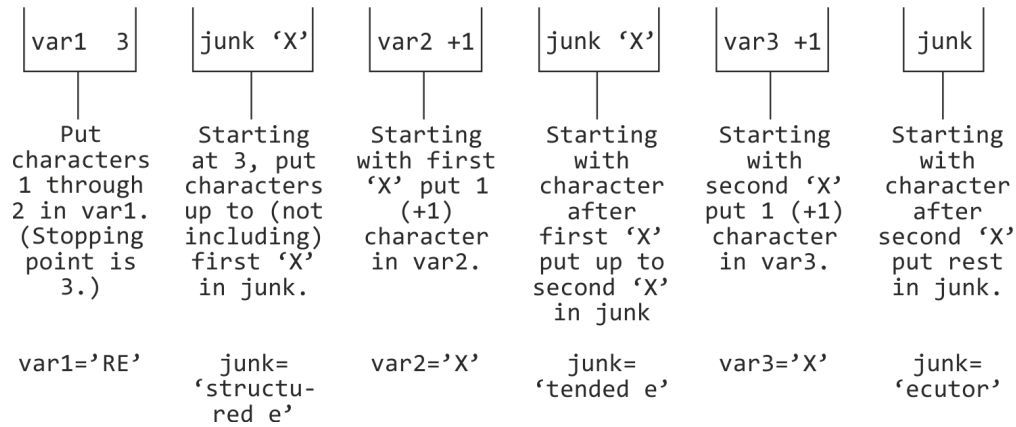 var1  3
junk ‘X’
var2 +1
junk ‘X’
var3 +1
junk
Put
characters
1 through
2 in var1.
(Stopping
point is
3.)
Starting
at 3, put
characters
up to (not
including)
first ‘X’
in junk.
Starting
with first
‘X’ put 1
(+1)
character
in var2.
Starting
with
character
after
first ‘X’
put up to
second ‘X’
in junk
Starting
with
second ‘X’
put 1 (+1)
character
in var3.
Starting
with
character
after
second ‘X’
put rest
in junk.
var1=’RE’
junk=
‘structu-
red e’
var2=’X’
junk=
‘tended e’
var3=’X’
junk=
‘ecutor’